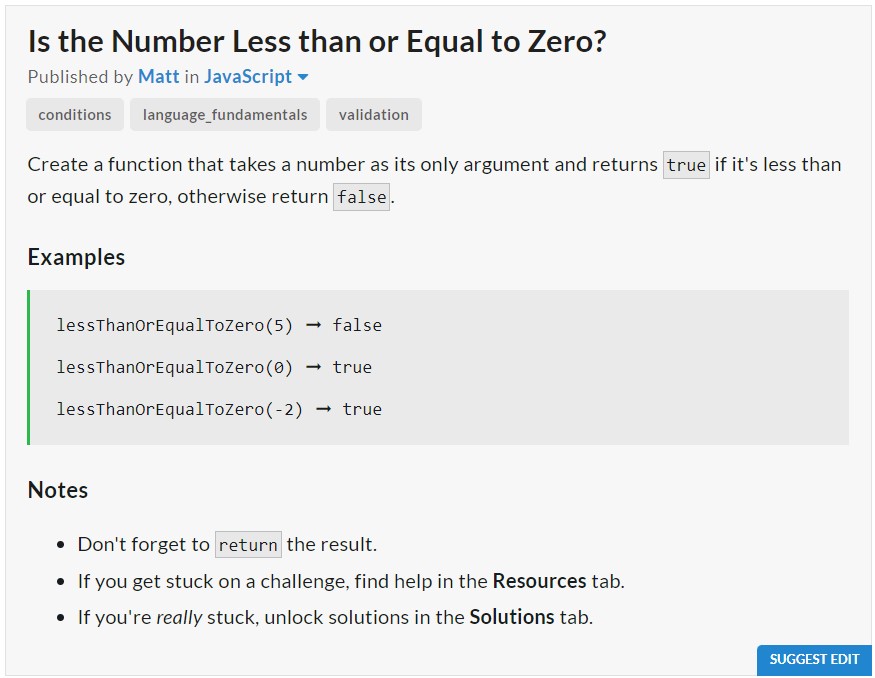 Is the Number Less than or Equal to Zero?
Published by Matt in JavaScript
conditions language_fundamentals validation
Create a function that takes a number as its only argument and returns true if it's less than
or equal to zero, otherwise return false.
Examples
lessThanOrEqualToZero(5) ➞ false
lessThanOrEqualToZero(0) ➞ true
lessThanOrEqualToZero(-2) ➞ true
Notes
• Don't forget to return the result.
• If you get stuck on a challenge, find help in the Resources tab.
• If you're really stuck, unlock solutions in the Solutions tab.
SUGGEST EDIT